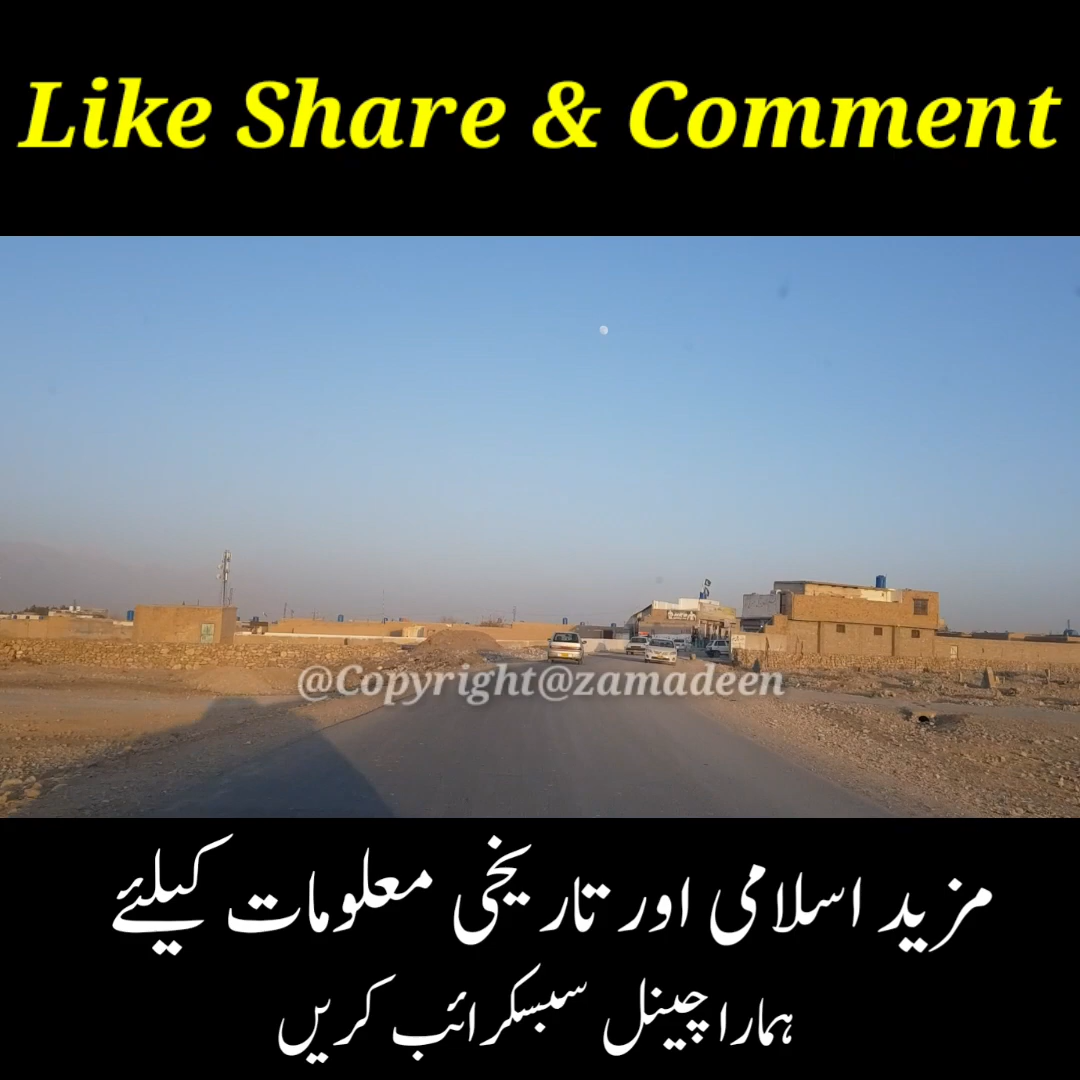 Like Share & Comment
@Copyright@zamadeen
مزید اسلامی اور تاریخی معلومات کیلئے
ہمارا چینل سبسکرائب کریں